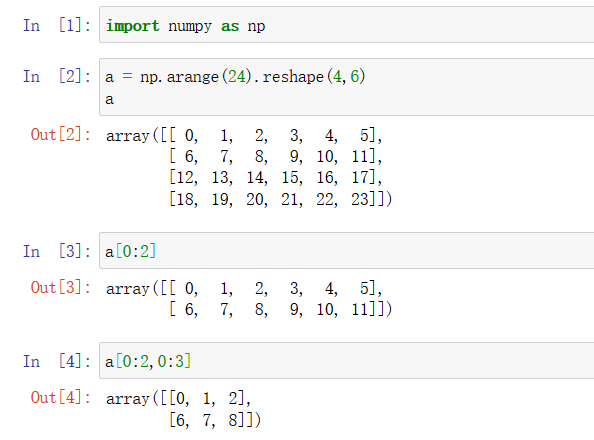 In [1]: import numpy as np
In [2]: a = np.arange(24).reshape(4,6)
a
Out[2]: array([[ 0,  1,  2,  3,  4,  5],
[ 6,  7,  8,  9, 10, 11],
[12, 13, 14, 15, 16, 17],
[18, 19, 20, 21, 22, 23]])
In [3]: a[0:2]
Out[3]: array([[ 0,  1,  2,  3,  4,  5],
[ 6,  7,  8,  9, 10, 11]])
In [4]: a[0:2,0:3]
Out[4]: array([[0, 1, 2],
[6, 7, 8]])